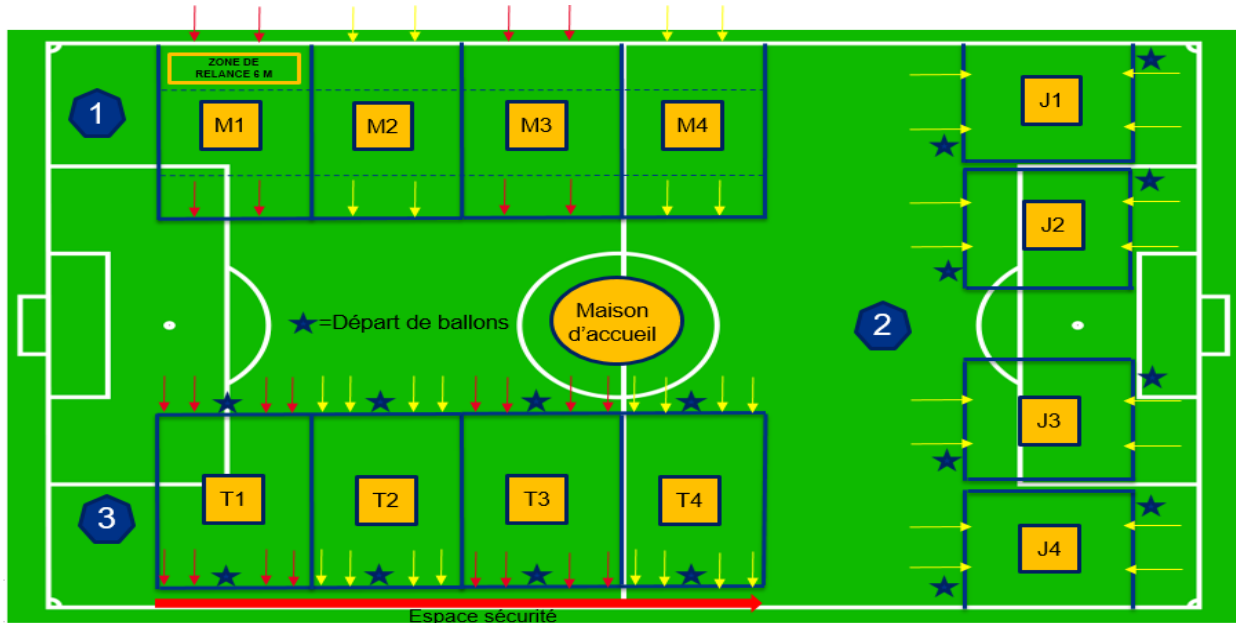 ZONE DE
RELANCE 6 M
1
M1
M2
M3
M4
J1
J2
=Départ de ballons
Maison
d'accueil
2
J3
T1
T2
T3
T4
3
J4
Espace sécurité